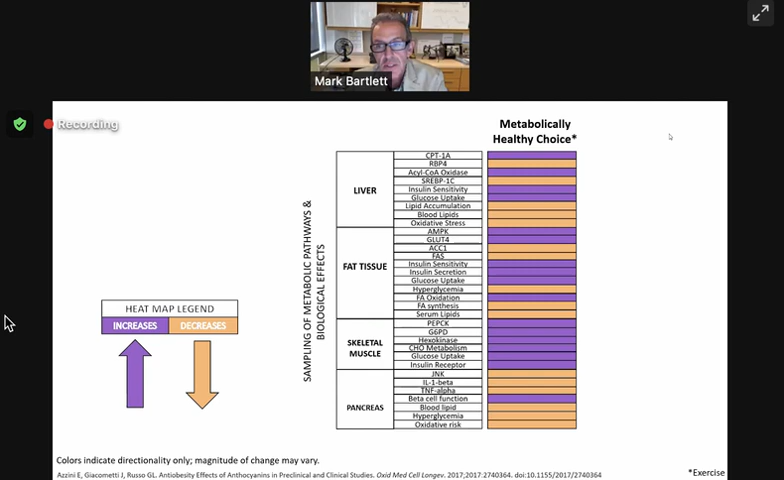 Mark Bartlett
Recording
Metabolically
Healthy Choice*
SAMPLING OF METABOLIC PATHWAYS &
BIOLOGICAL EFFECTS
HEAT MAP LEGEND
INCREASES DECREASES
LIVER
CPT-1A
RBP4
Acyl-CoA Oxidase
SREBP-1C
Insulin Sensitivity
Glucose Uptake
Lipid Accumulation
Blood Lipids
Oxidative Stress
FAT TISSUE
AMPK
GLUT4
ACC1
FAS
Insulin Sensitivity
Insulin Secretion
Glucose Uptake
Hyperglycemia
FA Oxidation
FA synthesis
Serum Lipids
SKELETAL
MUSCLE
PEPCK
G6PD
Hexokinase
CHO Metabolism
Glucose Uptake
Insulin Receptor
PANCREAS
JNK
IL-1-beta
TNF-alpha
Beta cell function
Blood lipid
Hyperglycemia
Oxidative risk
Colors indicate directionality only; magnitude of change may vary.
Azzini E, Giacometti J, Russo GL. Antiobesity Effects of Anthocyanins in Preclinical and Clinical Studies. Oxid Med Cell Longev. 2017;2017:2740364. doi:10.1155/2017/2740364
*Exercise